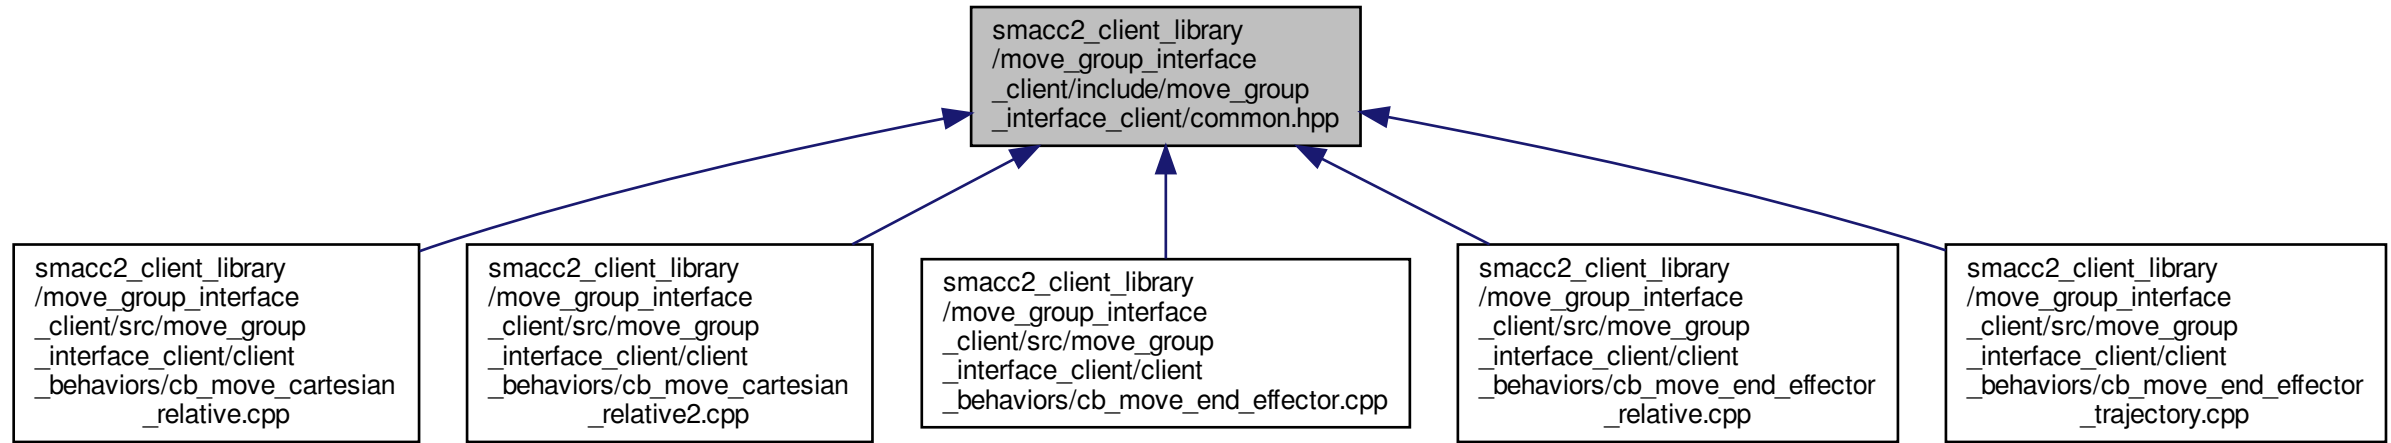 smacc2_client_library
/move_group_interface
_client/include/move_group
_interface_client/common.hpp
smacc2_client_library
/move_group_interface
_client/src/move_group
_interface_client/client
_behaviors/cb_move_cartesian
_relative.cpp
smacc2_client_library
/move_group_interface
_client/src/move_group
_interface_client/client
_behaviors/cb_move_cartesian
_relative2.cpp
smacc2_client_library
/move_group_interface
_client/src/move_group
_interface_client/client
_behaviors/cb_move_end_effector.cpp
smacc2_client_library
/move_group_interface
_client/src/move_group
_interface_client/client
_behaviors/cb_move_end_effector
_relative.cpp
smacc2_client_library
/move_group_interface
_client/src/move_group
_interface_client/client
_behaviors/cb_move_end_effector
_trajectory.cpp